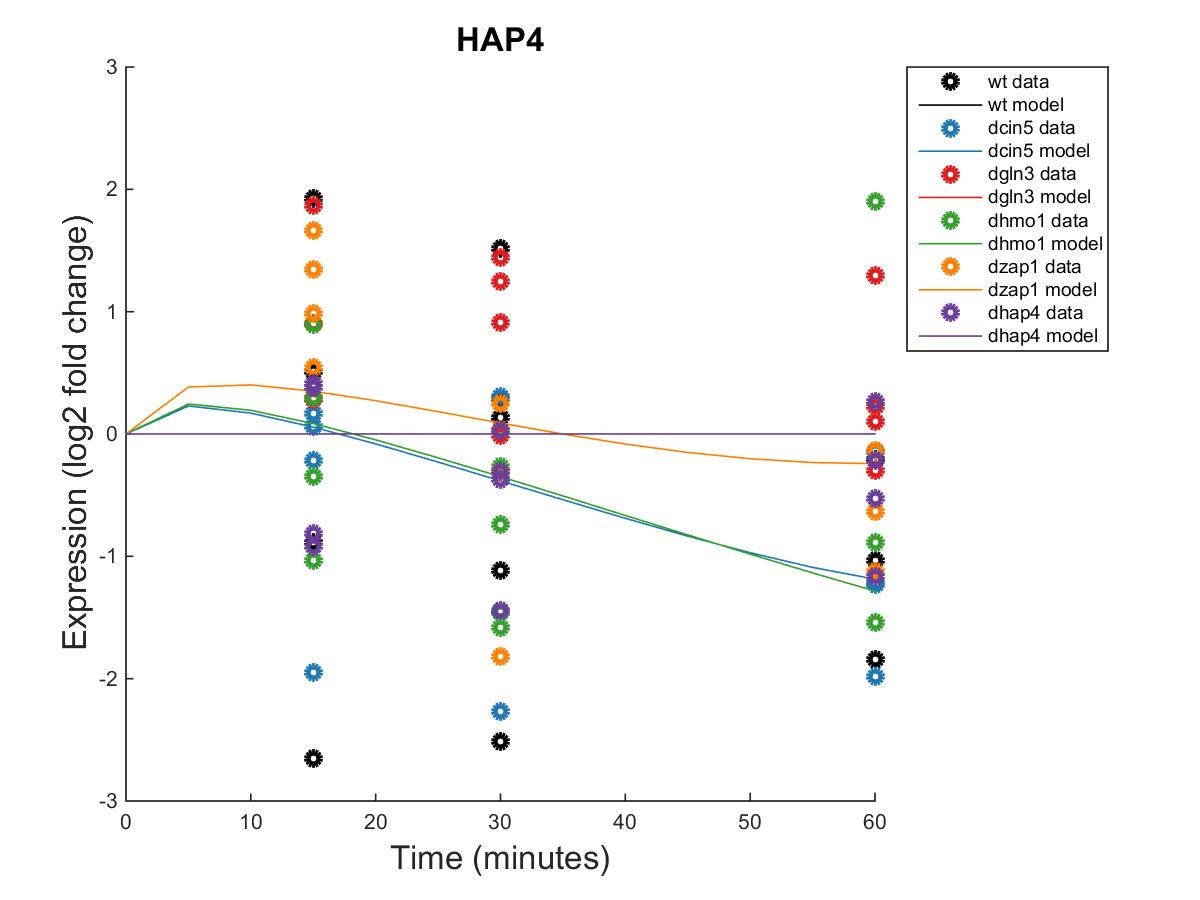 HAP4
3
2
1
0
-1
-2
-3
Expression (log2 fold change)
0 10 20 30 40 50 60
Time (minutes)
wt data
wt model
dcin5 data
dcin5 model
dgln3 data
dgln3 model
dhmo1 data
dhmo1 model
dzap1 data
dzap1 model
dhap4 data
dhap4 model